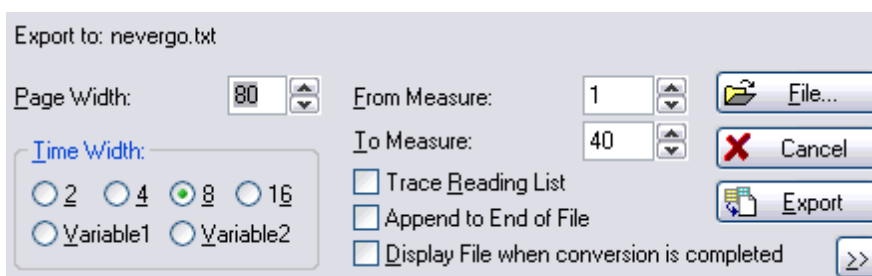 Export to: nevergo.txt
Page Width: 80
From Measure: 1
File...
To Measure: 40
Cancel
Time Width:
2 4 8 16
Variable1 Variable2
Trace Reading List
Append to End of File
Display File when conversion is completed
Export
>>